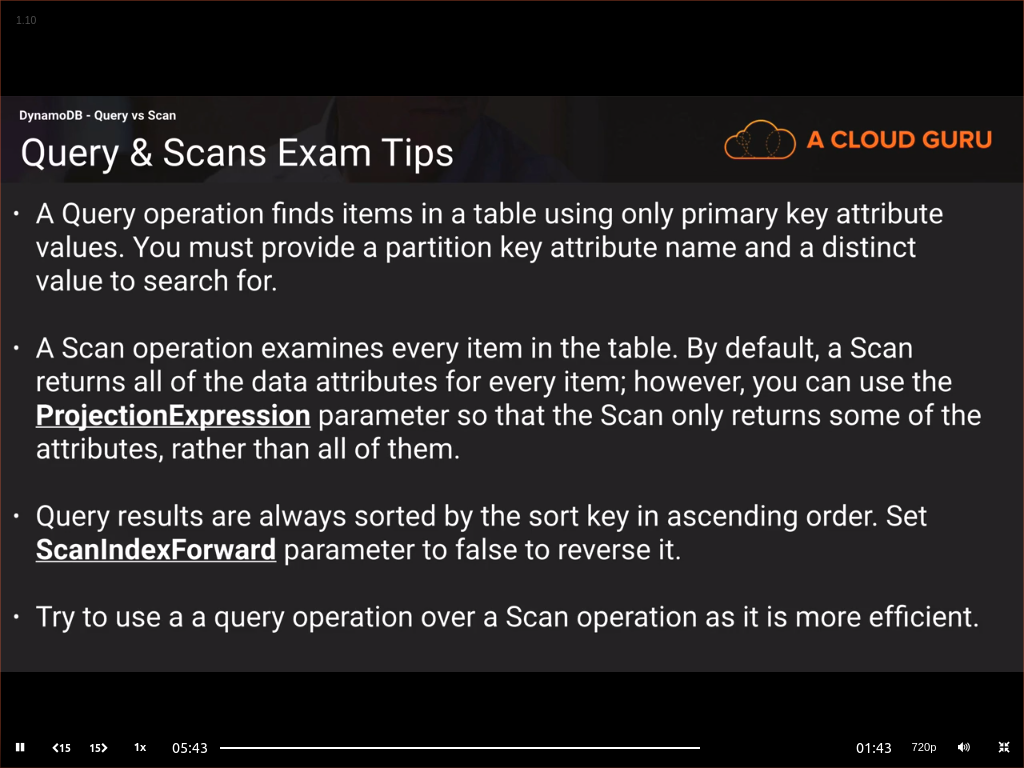 1.10
DynamoDB - Query vs Scan
Query & Scans Exam Tips
A CLOUD GURU
• A Query operation finds items in a table using only primary key attribute
values. You must provide a partition key attribute name and a distinct
value to search for.
• A Scan operation examines every item in the table. By default, a Scan
returns all of the data attributes for every item; however, you can use the
ProjectionExpression parameter so that the Scan only returns some of the
attributes, rather than all of them.
• Query results are always sorted by the sort key in ascending order. Set
ScanIndexForward parameter to false to reverse it.
• Try to use a a query operation over a Scan operation as it is more efficient.
15 15 1x 05:43 01:43 720p